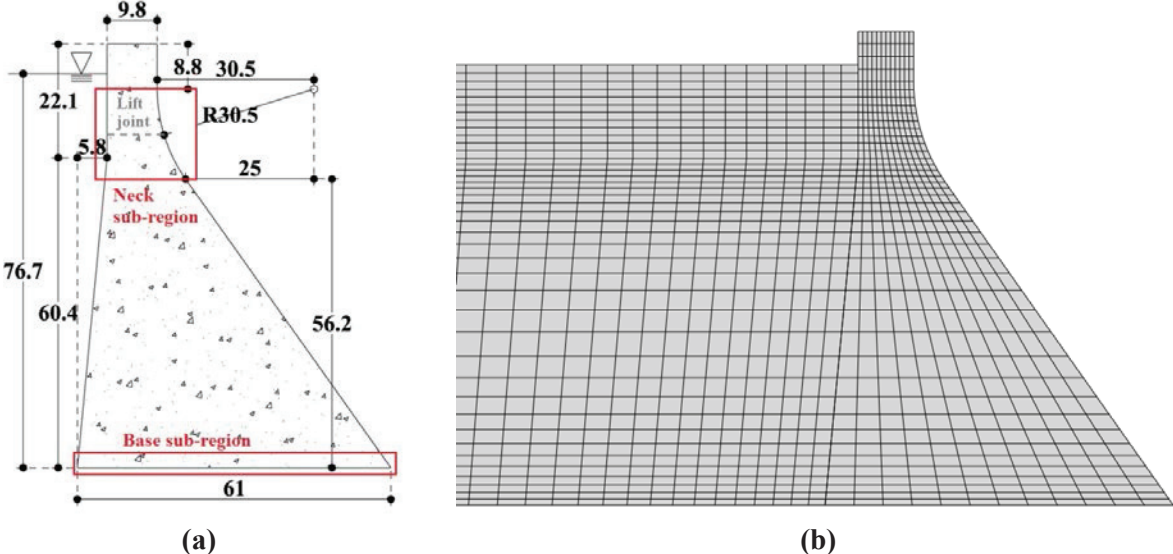 9.8
8.8
30.5
22.1
Lift
joint
R30.5
5.8
25
Neck
sub-region
76.7
60.4
56.2
Base sub-region
61
(a)
(b)